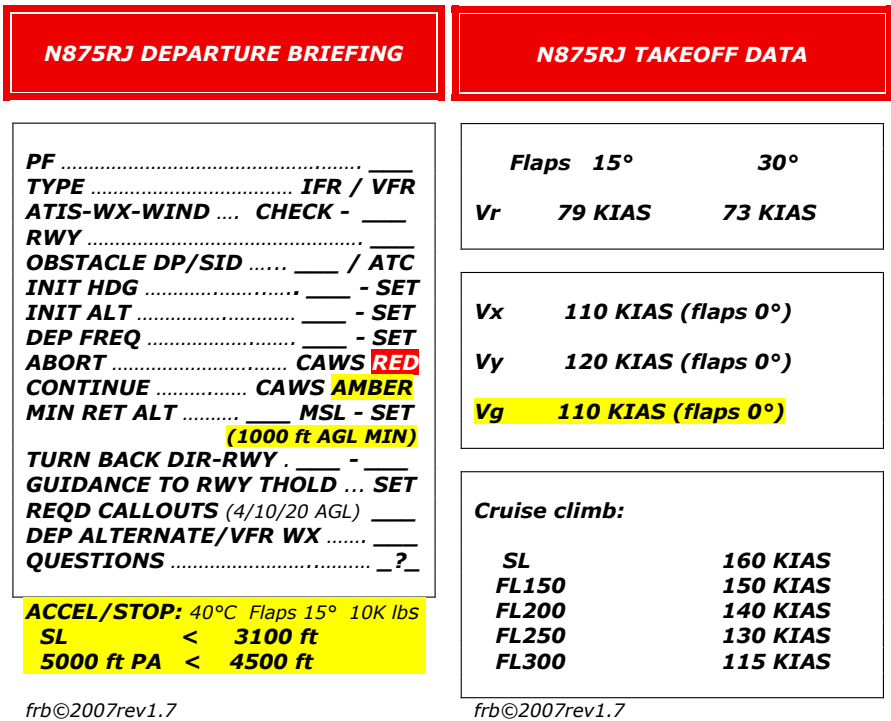 N875RJ DEPARTURE BRIEFING
PF ................................................ ___
TYPE .................................... IFR / VFR
ATIS-WX-WIND .... CHECK - ___
RWY ................................................. ___
OBSTACLE DP/SID ...... ___ / ATC
INIT HDG ............................ ___ - SET
INIT ALT ............................ ___ - SET
DEP FREQ .......................... ___ - SET
ABORT ............................... CAWS RED
CONTINUE ................ CAWS AMBER
MIN RET ALT .......... ___ MSL - SET
(1000 ft AGL MIN)
TURN BACK DIR-RWY . ___ - ___
GUIDANCE TO RWY THOLD ... SET
REQD CALLOUTS (4/10/20 AGL) ___
DEP ALTERNATE/VFR WX ....... ___
QUESTIONS .................................... _?_
ACCEL/STOP: 40°C Flaps 15° 10K lbs
SL < 3100 ft
5000 ft PA < 4500 ft
frb©2007rev1.7
N875RJ TAKEOFF DATA
Flaps 15° 30°
Vr 79 KIAS 73 KIAS
Vx 110 KIAS (flaps 0°)
Vy 120 KIAS (flaps 0°)
Vg 110 KIAS (flaps 0°)
Cruise climb:
SL 160 KIAS
FL150 150 KIAS
FL200 140 KIAS
FL250 130 KIAS
FL300 115 KIAS
frb©2007rev1.7